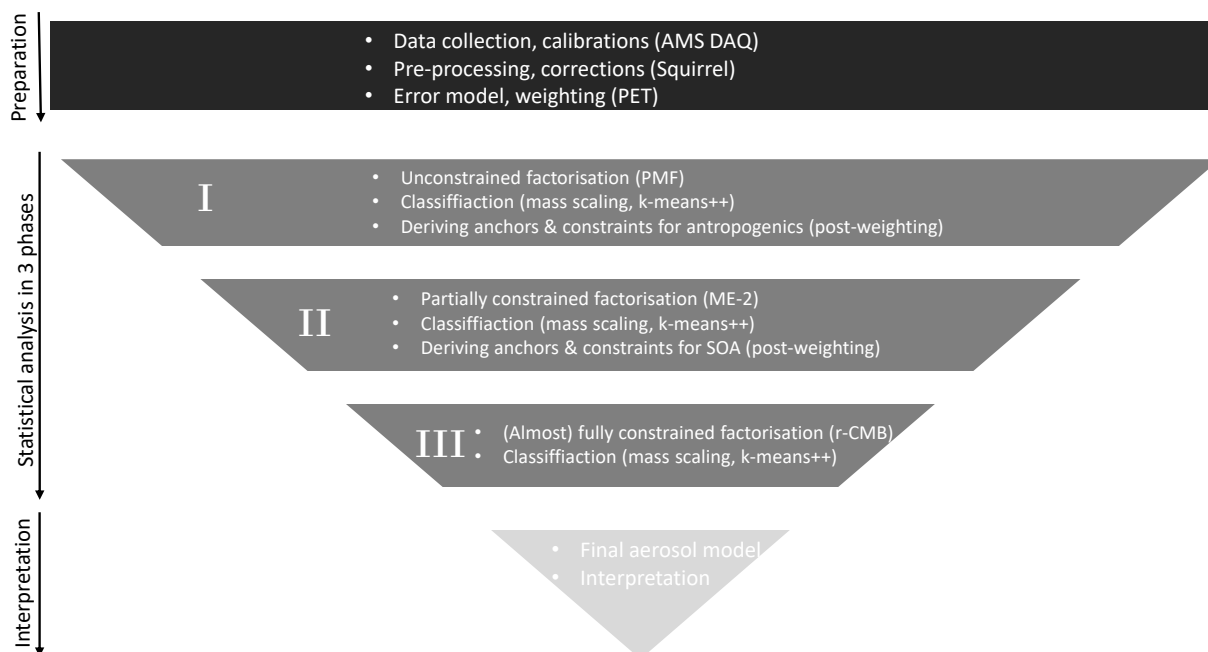 Preparation
• Data collection, calibrations (AMS DAQ)
• Pre-processing, corrections (Squirrel)
• Error model, weighting (PET)
Statistical analysis in 3 phases
I
• Unconstrained factorisation (PMF)
• Classiffiaction (mass scaling, k-means++)
• Deriving anchors & constraints for antropogenics (post-weighting)
II
• Partially constrained factorisation (ME-2)
• Classiffiaction (mass scaling, k-means++)
• Deriving anchors & constraints for SOA (post-weighting)
III
• (Almost) fully constrained factorisation (r-CMB)
• Classiffiaction (mass scaling, k-means++)
Interpretation
• Final aerosol model
• Interpretation